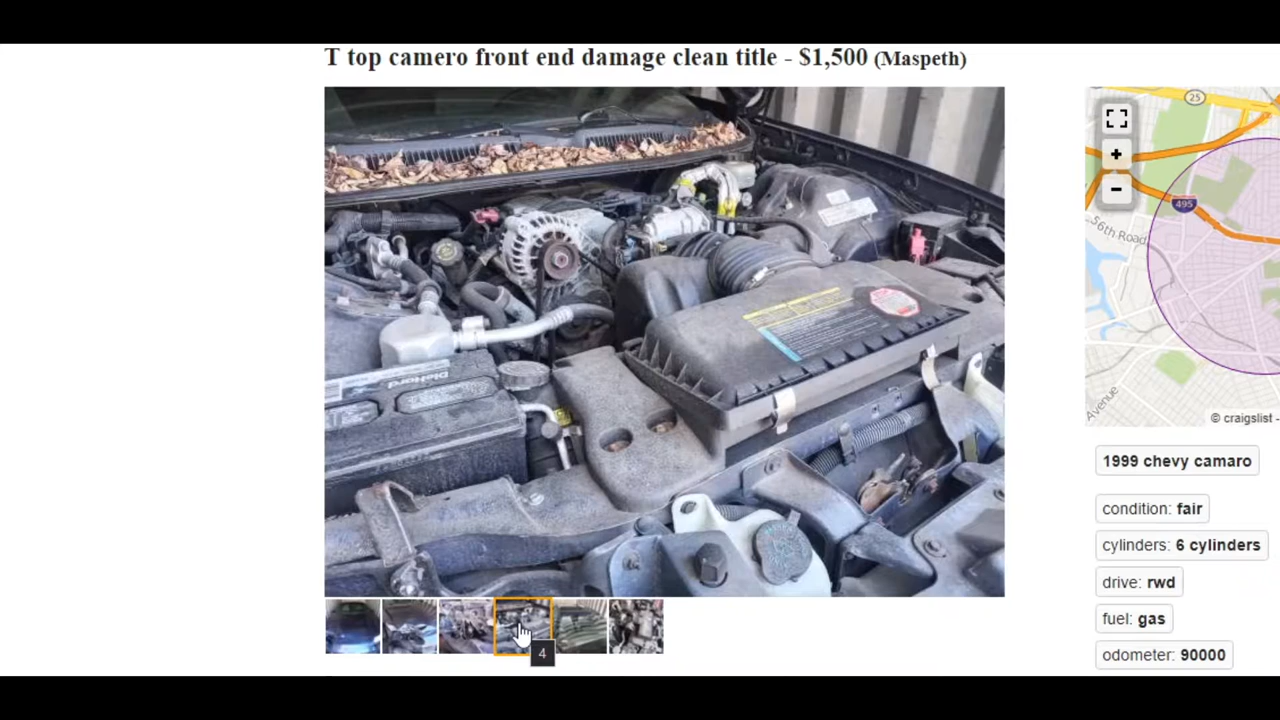 T top camero front end damage clean title - $1,500 (Maspeth)
25
+
-
495
56th Road
Avenue
© craigslist -
DieHard
1999 chevy camaro
condition: fair
cylinders: 6 cylinders
drive: rwd
fuel: gas
odometer: 90000
4